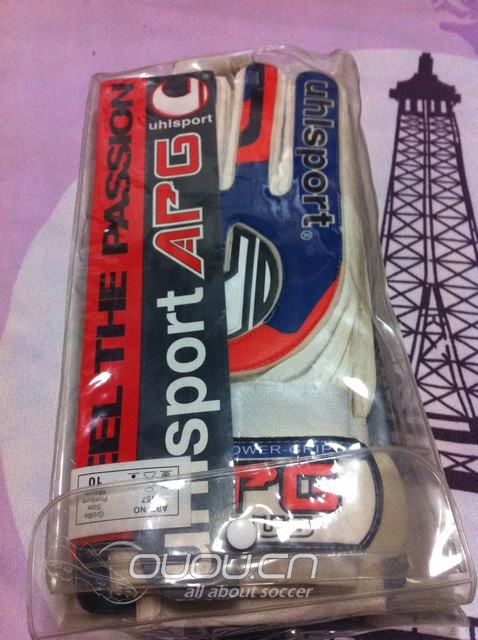 FEEL THE PASSION
uhlsport
uhlsport APG
uhlsport®
POWER-GRIP
APG
10
Größe
Size
Pointure
ART. NO
OUOU.CN
all about soccer